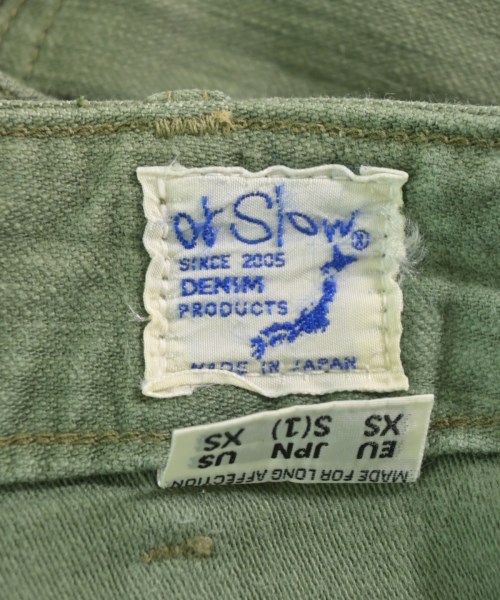 orSlow®
SINCE 2005
DENIM
PRODUCTS
MADE IN JAPAN
MADE FOR LONG AFFECTION
EU JPN US
XS S(1) XS